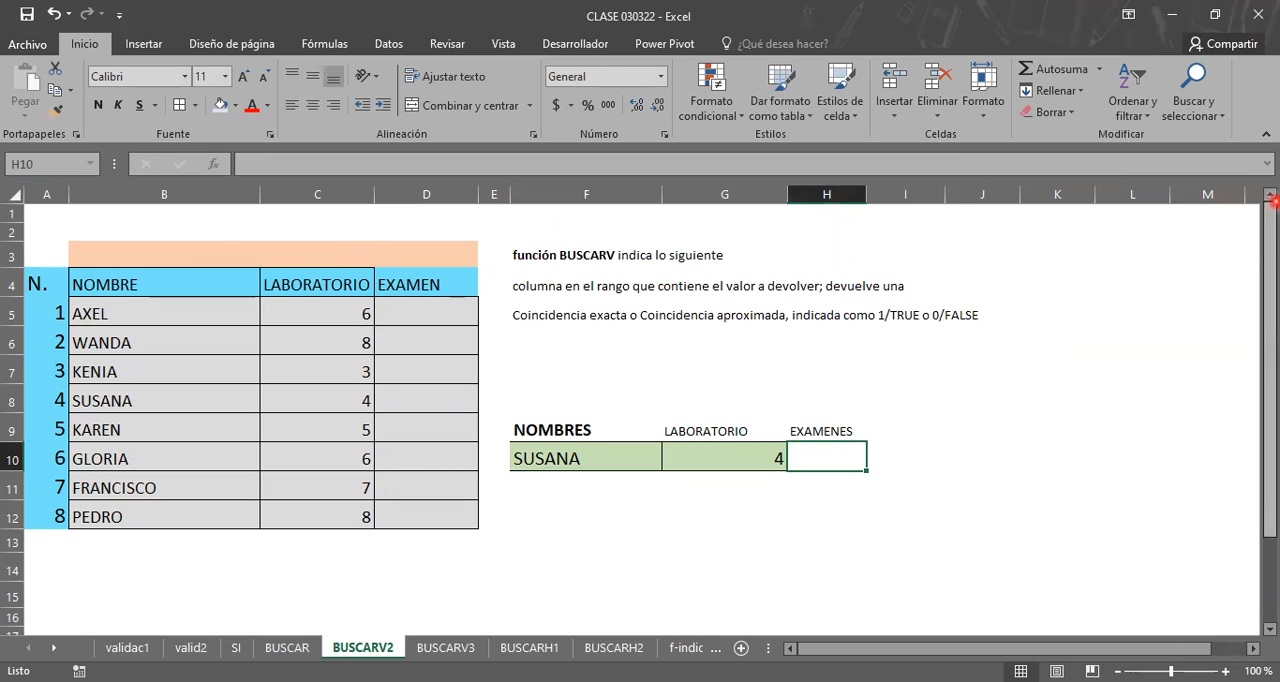 CLASE 030322 - Excel
Archivo Inicio Insertar Diseño de página Fórmulas Datos Revisar Vista Desarrollador Power Pivot ¿Qué desea hacer? Compartir
Pegar
Calibri 11
N K S
Ajustar texto
Combinar y centrar
General
$ % 000
Formato condicional
Dar formato como tabla
Estilos de celda
Insertar Eliminar Formato
Autosuma
Rellenar
Borrar
Ordenar y filtrar
Buscar y seleccionar
Portapapeles Fuente Alineación Número Estilos Celdas Modificar
H10 fx
A B C D E F G H I J K L M
1
2
3 función BUSCARV indica lo siguiente
4 N. NOMBRE LABORATORIO EXAMEN columna en el rango que contiene el valor a devolver; devuelve una
5 1 AXEL 6 Coincidencia exacta o Coincidencia aproximada, indicada como 1/TRUE o 0/FALSE
6 2 WANDA 8
7 3 KENIA 3
8 4 SUSANA 4
9 5 KAREN 5 NOMBRES LABORATORIO EXAMENES
10 6 GLORIA 6 SUSANA 4
11 7 FRANCISCO 7
12 8 PEDRO 8
13
14
15
16
17
validac1 valid2 SI BUSCAR BUSCARV2 BUSCARV3 BUSCARH1 BUSCARH2 f-indic ...
Listo 100 %